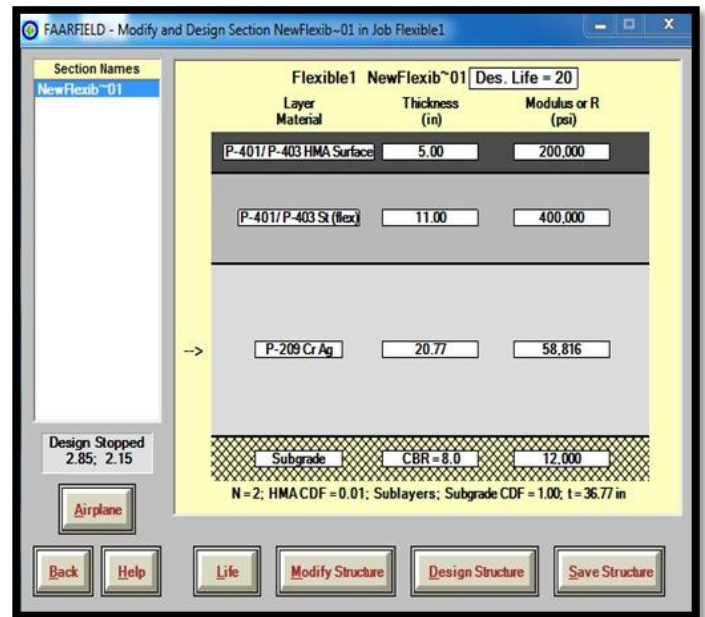 FAARFIELD - Modify and Design Section NewFlexib~01 in Job Flexible1
Section Names
NewFlexib~01
Flexible1 NewFlexib~01 Des. Life = 20
Layer Material Thickness (in) Modulus or R (psi)
P-401/ P-403 HMA Surface 5.00 200,000
P-401/ P-403 St (flex) 11.00 400,000
--> P-209 Cr Ag 20.77 58,816
Subgrade CBR = 8.0 12,000
N = 2; HMA CDF = 0.01; Sublayers; Subgrade CDF = 1.00; t = 36.77 in
Design Stopped
2.85; 2.15
Airplane
Back Help Life Modify Structure Design Structure Save Structure